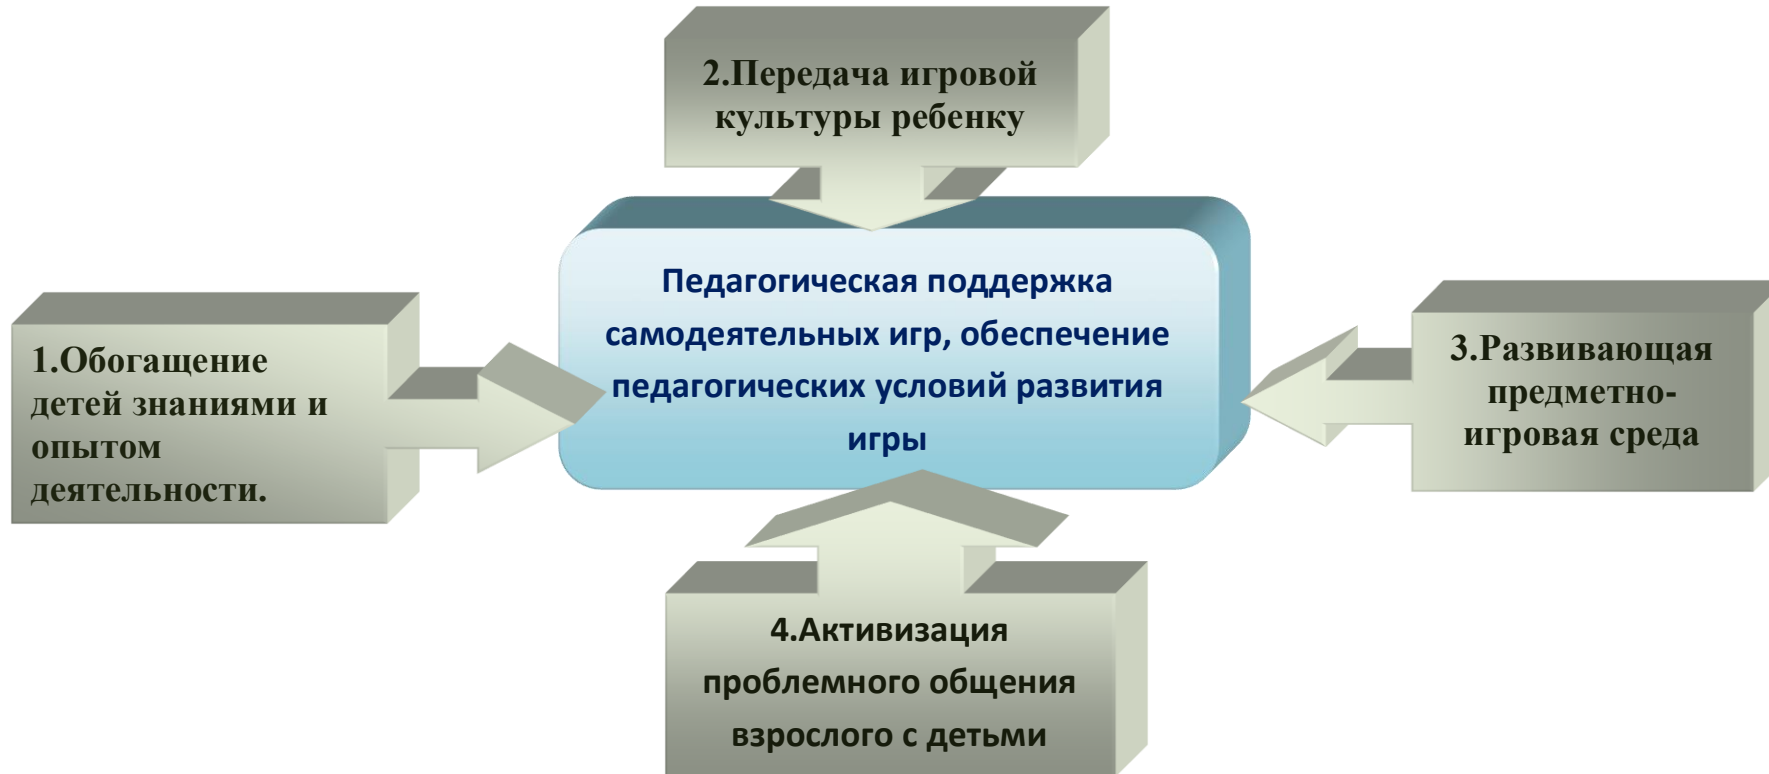 2.Передача игровой
культуры ребенку
Педагогическая поддержка
самодеятельных игр, обеспечение
педагогических условий развития
игры
1.Обогащение
детей знаниями и
опытом
деятельности.
3.Развивающая
предметно-
игровая среда
4.Активизация
проблемного общения
взрослого с детьми